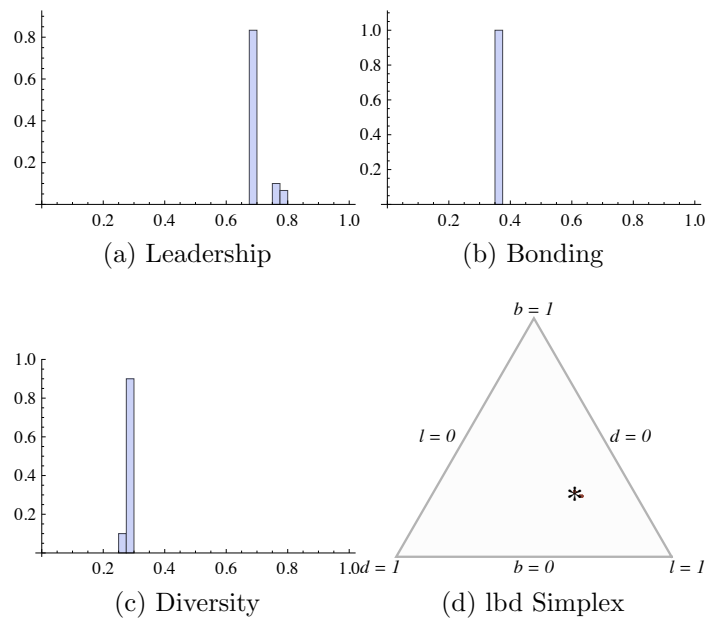 0.8
0.6
0.4
0.2
0.2 0.4 0.6 0.8 1.0
(a) Leadership
1.0
0.8
0.6
0.4
0.2
0.2 0.4 0.6 0.8 1.0
(b) Bonding
1.0
0.8
0.6
0.4
0.2
0.2 0.4 0.6 0.8 1.0
(c) Diversity
b = 1
l = 0 d = 0
*
d = 1 b = 0 l = 1
(d) lbd Simplex